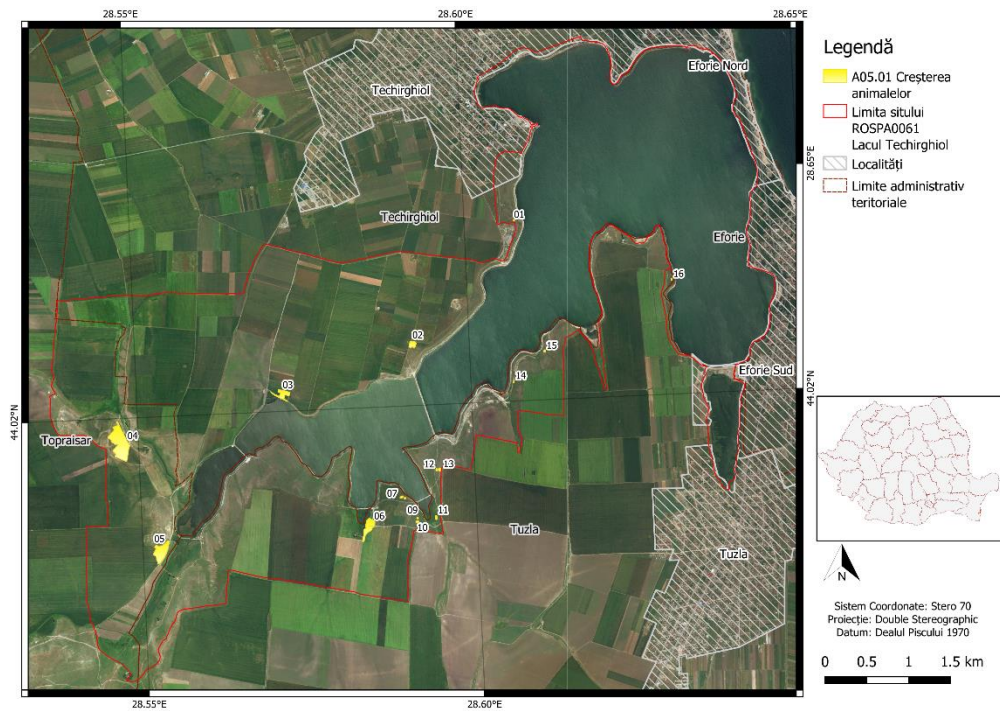 28.55°E
28.60°E
28.65°E
Legendă
A05.01 Creșterea
animalelor
Limita sitului
ROSPA0061
Lacul Techirghiol
Localități
Limite administrativ
teritoriale
Eforie Nord
Techirghiol
28.65°E
Techirghiol
01
Eforie
16
02
15
Eforie Sud
14
03
44.02°N
44.02°N
Topraisar
04
12
13
07
06
09
11
10
05
Tuzla
Tuzla
N
Sistem Coordonate: Stero 70
Proiecție: Double Stereographic
Datum: Dealul Piscului 1970
0 0.5 1 1.5 km
28.55°E
28.60°E